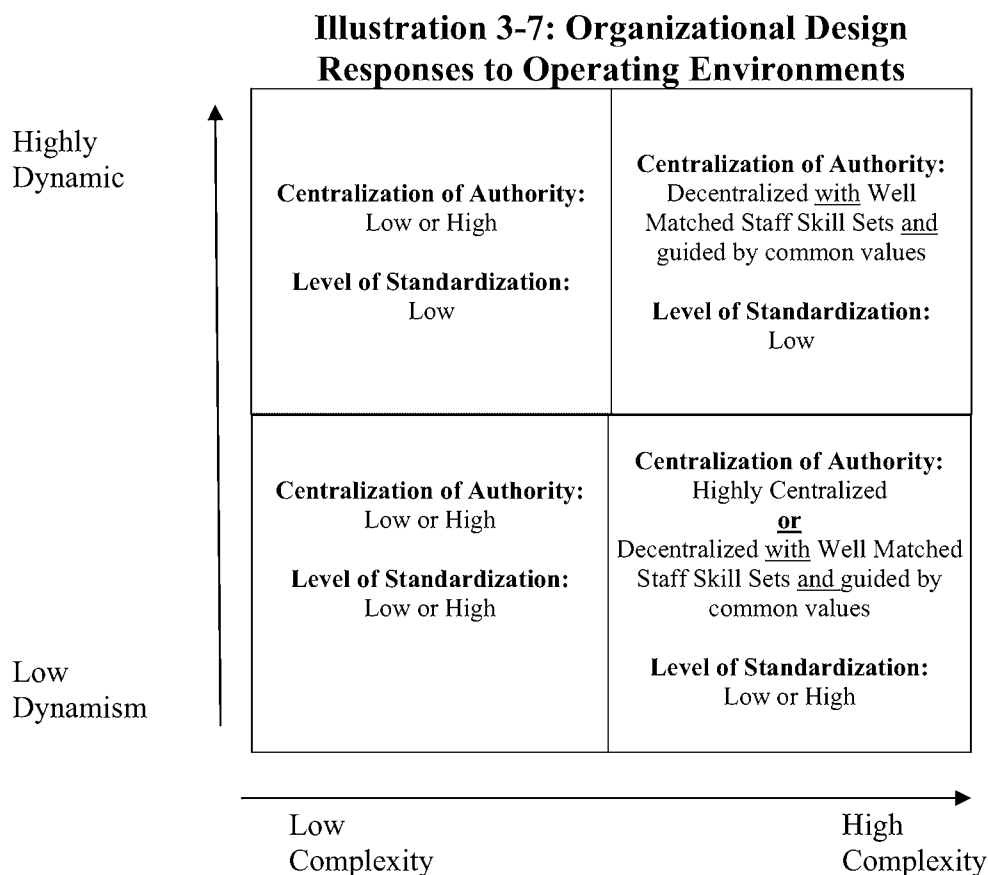 Illustration 3-7: Organizational Design
Responses to Operating Environments
Highly
Dynamic
Centralization of Authority:
Low or High
Level of Standardization:
Low
Centralization of Authority:
Decentralized with Well
Matched Staff Skill Sets and
guided by common values
Level of Standardization:
Low
Centralization of Authority:
Low or High
Level of Standardization:
Low or High
Centralization of Authority:
Highly Centralized
or
Decentralized with Well Matched
Staff Skill Sets and guided by
common values
Level of Standardization:
Low or High
Low
Dynamism
Low
Complexity
High
Complexity